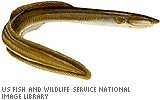 US FISH AND WILDLIFE SERVICE NATIONAL
IMAGE LIBRARY